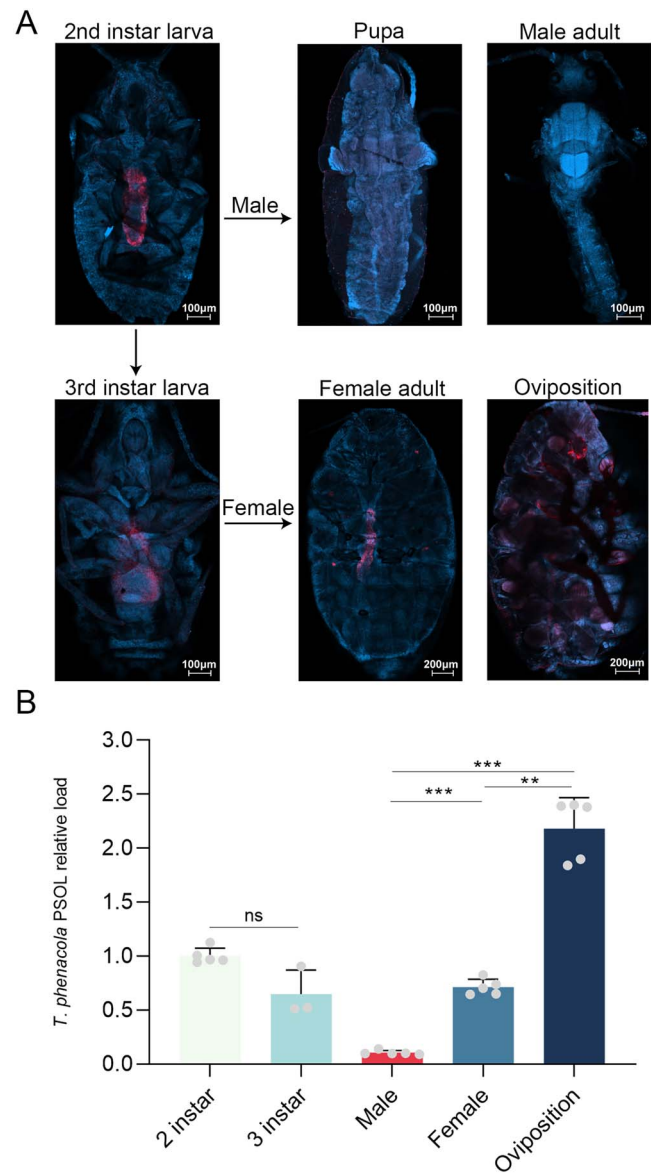 A
2nd instar larva
Pupa
Male adult
Male
100μm
100μm
100μm
3rd instar larva
Female adult
Oviposition
Female
100μm
200μm
200μm
B
T. phenacola PSOL relative load
3.0
2.5
2.0
1.5
1.0
0.5
0.0
ns
***
***
**
2 instar
3 instar
Male
Female
Oviposition